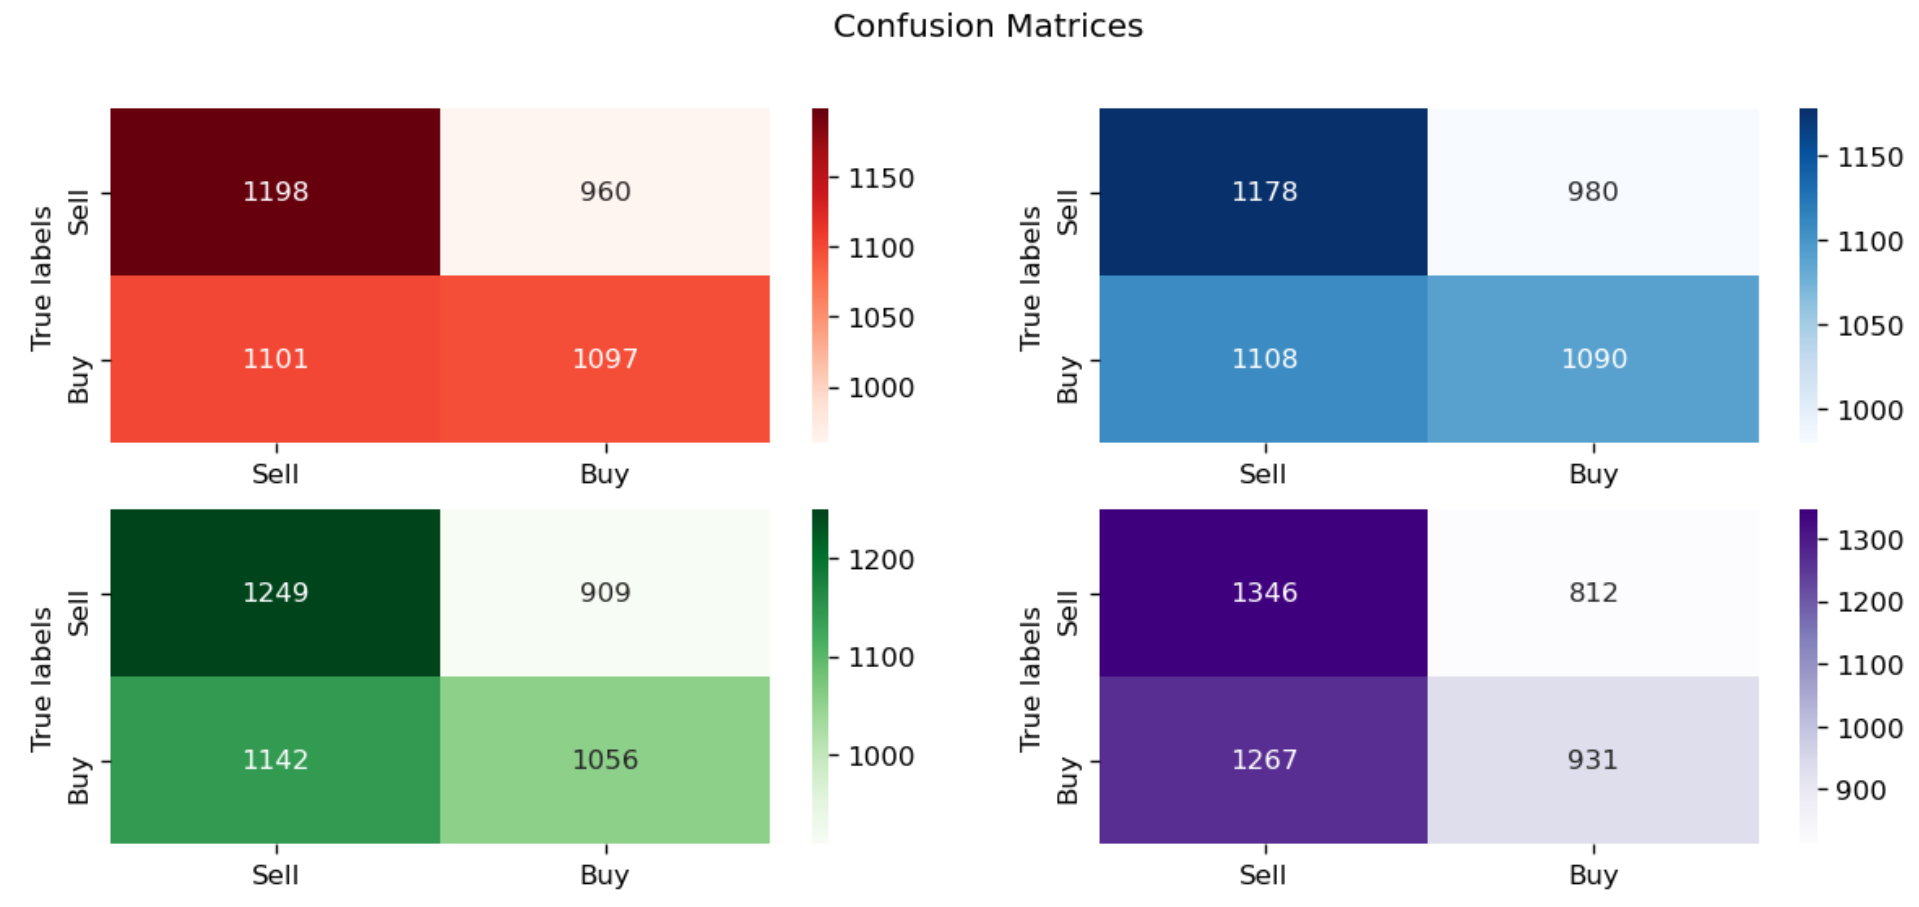 Confusion Matrices
True labels
Sell
Buy
1198 960
1101 1097
Sell Buy
1150
1100
1050
1000
True labels
Sell
Buy
1178 980
1108 1090
Sell Buy
1150
1100
1050
1000
True labels
Sell
Buy
1249 909
1142 1056
Sell Buy
1200
1100
1000
True labels
Sell
Buy
1346 812
1267 931
Sell Buy
1300
1200
1100
1000
900